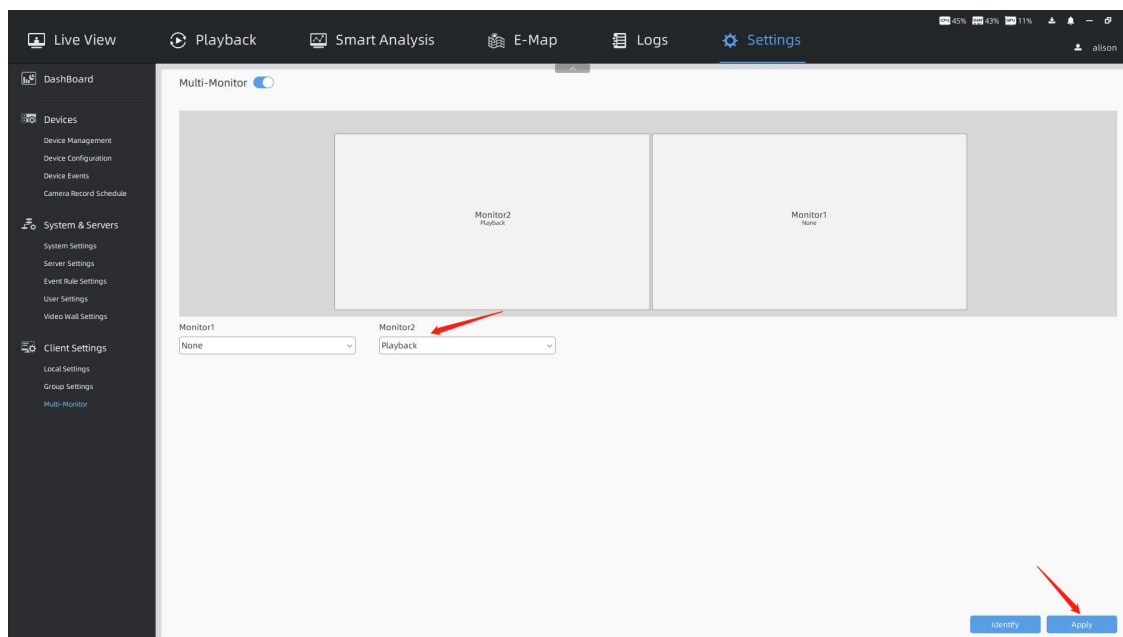 CPU 45% RAM 43% GPU 11%
Live View
Playback
Smart Analysis
E-Map
Logs
Settings
alison
DashBoard
Devices
Device Management
Device Configuration
Device Events
Camera Record Schedule
System & Servers
System Settings
Server Settings
Event Rule Settings
User Settings
Video Wall Settings
Client Settings
Local Settings
Group Settings
Multi-Monitor
Multi-Monitor
Monitor2
Playback
Monitor1
None
Monitor1
Monitor2
None
Playback
Identify
Apply